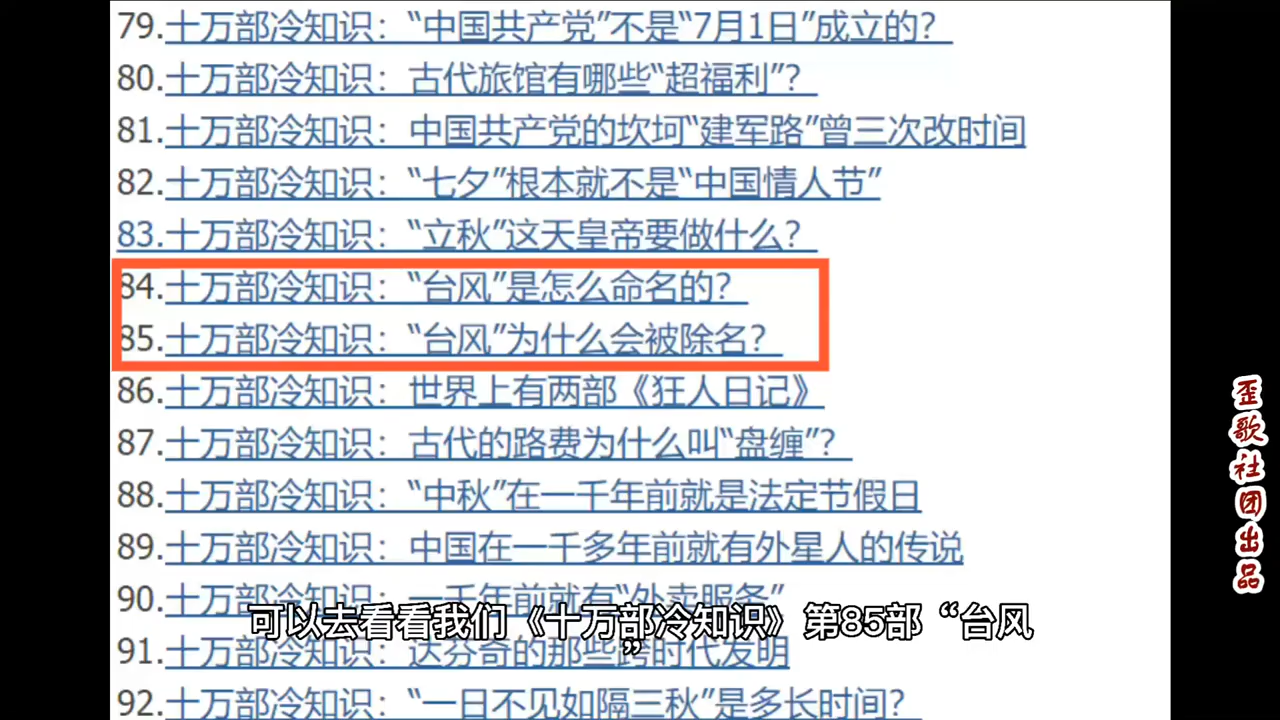 79.十万部冷知识：“中国共产党”不是“7月1日”成立的？
80.十万部冷知识：古代旅馆有哪些“超福利”？
81.十万部冷知识：中国共产党的坎坷“建军路”曾三次改时间
82.十万部冷知识：“七夕”根本就不是“中国情人节”
83.十万部冷知识：“立秋”这天皇帝要做什么？
84.十万部冷知识：“台风”是怎么命名的？
85.十万部冷知识：“台风”为什么会被除名？
86.十万部冷知识：世界上有两部《狂人日记》
87.十万部冷知识：古代的路费为什么叫“盘缠”？
88.十万部冷知识：“中秋”在一千年前就是法定节假日
89.十万部冷知识：中国在一千多年前就有外星人的传说
90.十万部冷知识：一千年前就有“外卖服务”
可以去看看我们《十万部冷知识》第85部“台风
”
91.十万部冷知识：达芬奇的那些跨时代发明
92.十万部冷知识：“一日不见如隔三秋”是多长时间？
歪歌社团出品